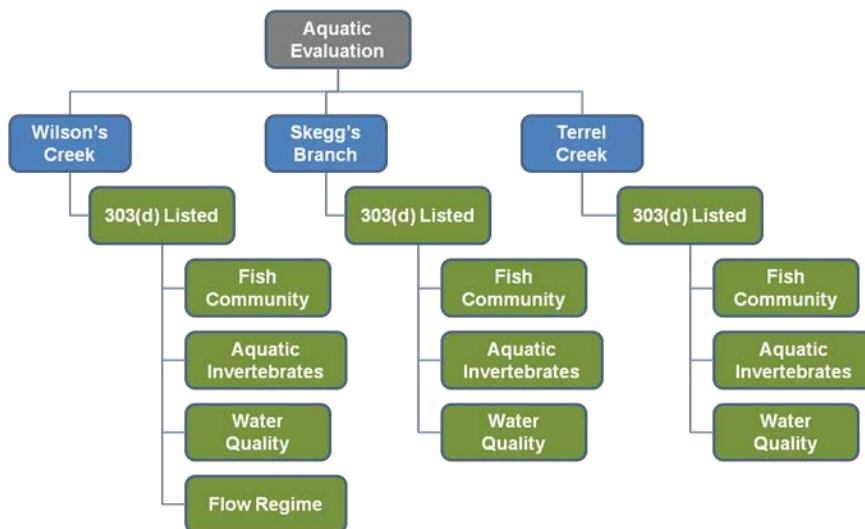 Aquatic
Evaluation
Wilson's
Creek
Skegg's
Branch
Terrel
Creek
303(d) Listed
303(d) Listed
303(d) Listed
Fish
Community
Fish
Community
Fish
Community
Aquatic
Invertebrates
Aquatic
Invertebrates
Aquatic
Invertebrates
Water
Quality
Water
Quality
Water
Quality
Flow Regime